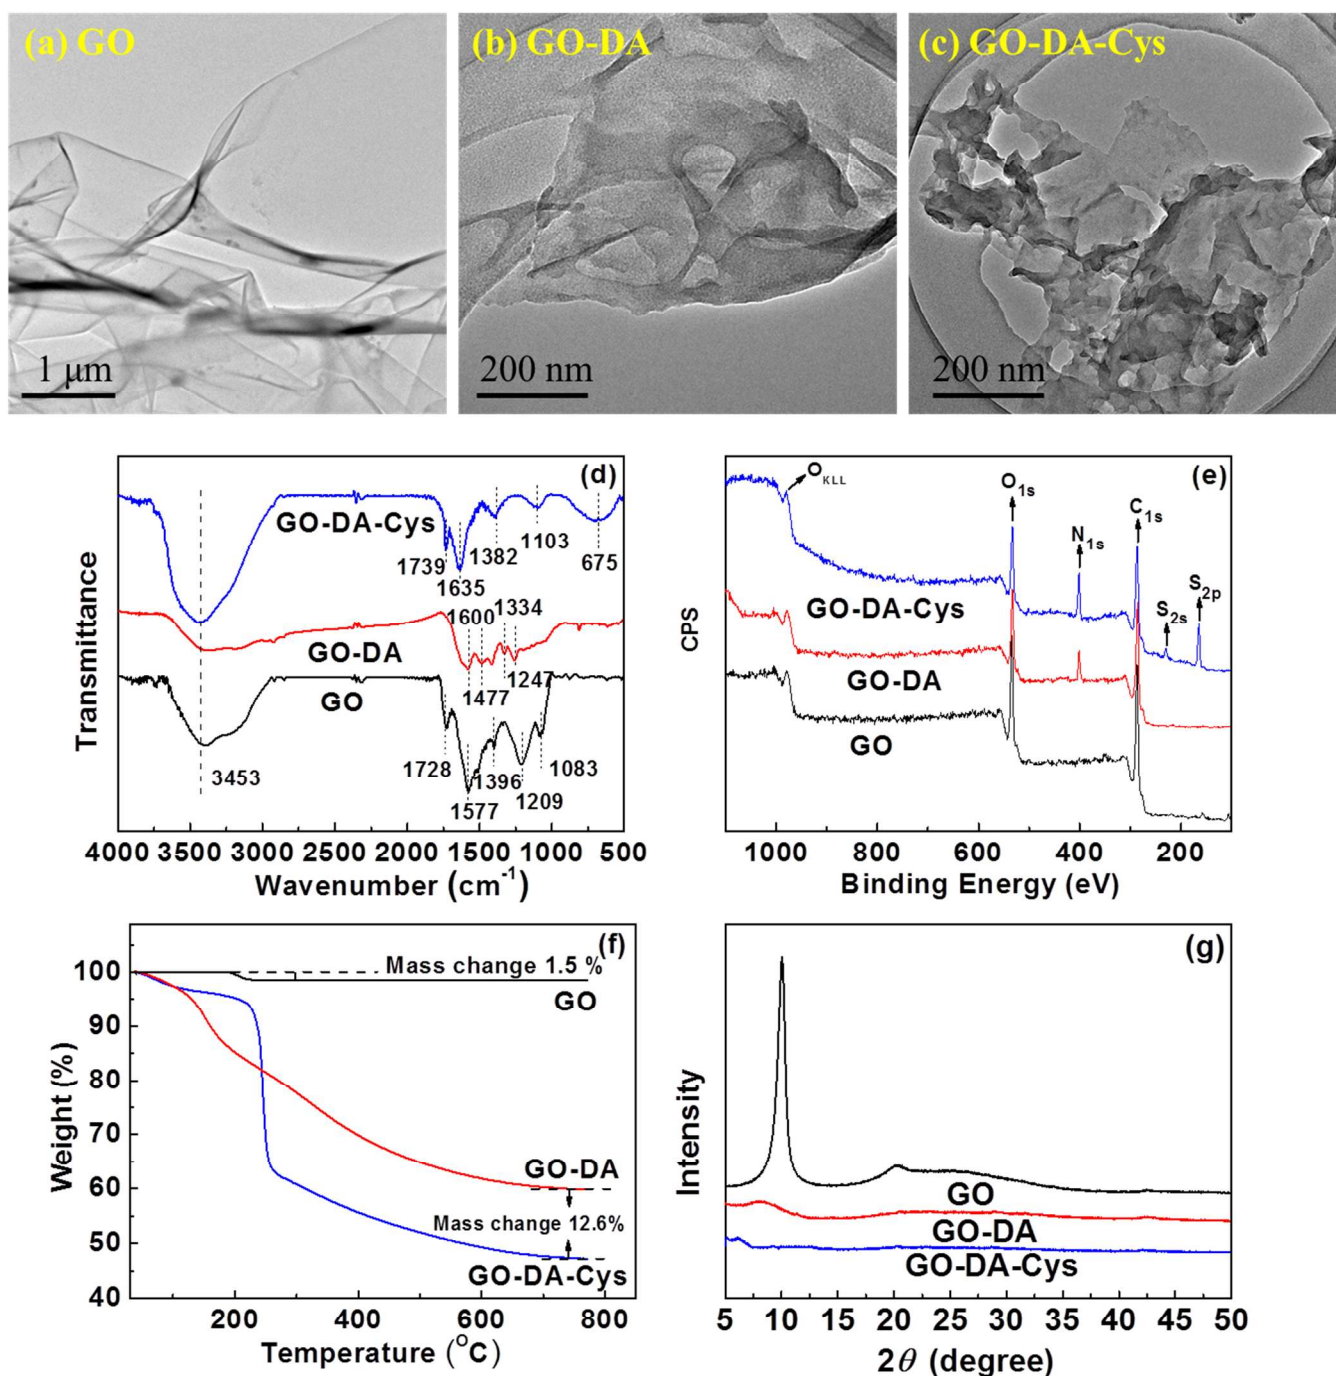 (a) GO
(b) GO-DA
(c) GO-DA-Cys
1 μm
200 nm
200 nm
(d)
GO-DA-Cys
1739
1635
1382
1103
675
1600
1334
GO-DA
1477
1247
GO
3453
1728
1577
1396
1209
1083
Transmittance
4000 3500 3000 2500 2000 1500 1000 500
Wavenumber (cm-1)
(e)
OKLL
O1s
N1s
C1s
S2s
S2p
GO-DA-Cys
GO-DA
GO
CPS
1000 800 600 400 200
Binding Energy (eV)
(f)
Mass change 1.5 %
GO
GO-DA
Mass change 12.6%
GO-DA-Cys
Weight (%)
100
90
80
70
60
50
40
200 400 600 800
Temperature (°C)
(g)
GO
GO-DA
GO-DA-Cys
Intensity
5 10 15 20 25 30 35 40 45 50
2θ (degree)